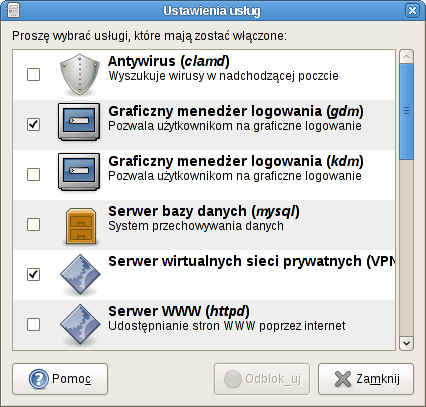 Ustawienia usług
Proszę wybrać usługi, które mają zostać włączone:
Antywirus (clamd)
Wyszukuje wirusy w nadchodzącej poczcie
Graficzny menedżer logowania (gdm)
Pozwala użytkownikom na graficzne logowanie
Graficzny menedżer logowania (kdm)
Pozwala użytkownikom na graficzne logowanie
Serwer bazy danych (mysql)
System przechowywania danych
Serwer wirtualnych sieci prywatnych (VPN
Serwer WWW (httpd)
Udostępnianie stron WWW poprzez internet
Pomoc
Odblok_uj
Zamknij